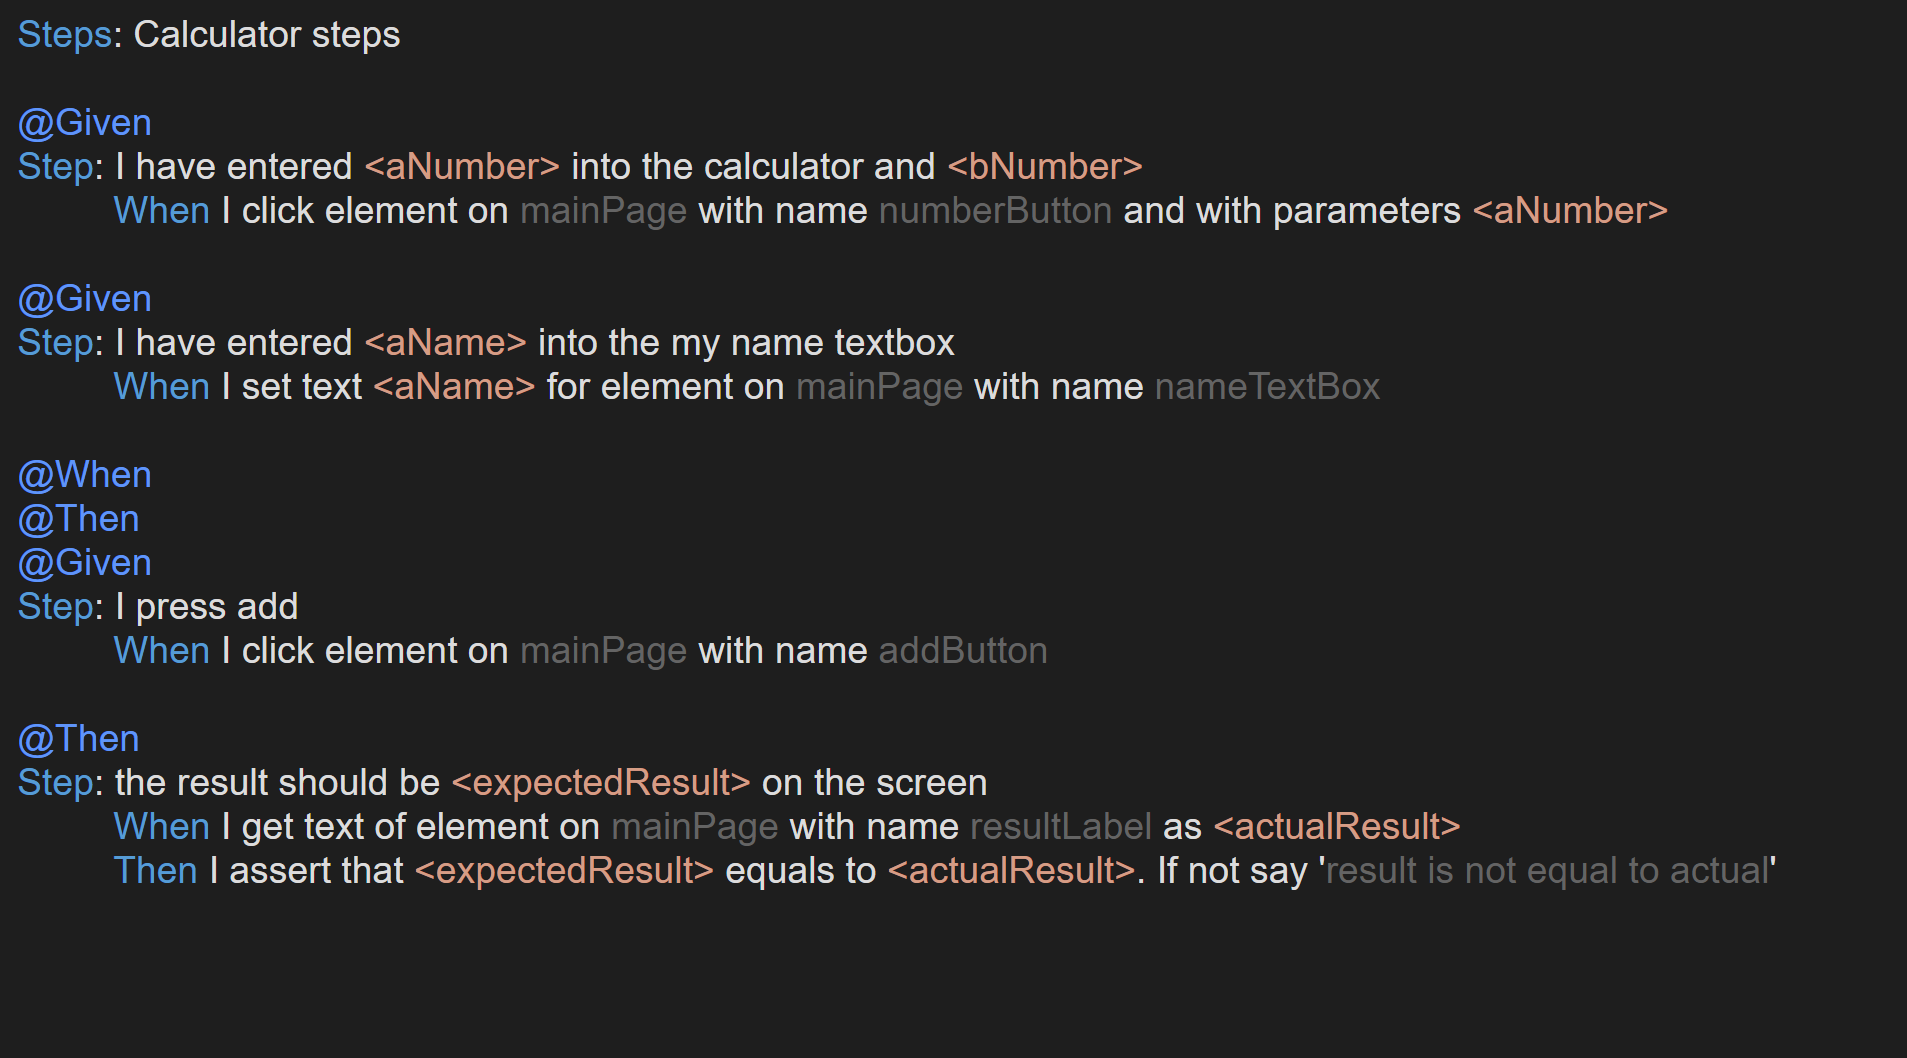 Steps: Calculator steps
@Given
Step: I have entered <aNumber> into the calculator and <bNumber>
When I click element on mainPage with name numberButton and with parameters <aNumber>
@Given
Step: I have entered <aName> into the my name textbox
When I set text <aName> for element on mainPage with name nameTextBox
@When
@Then
@Given
Step: I press add
When I click element on mainPage with name addButton
@Then
Step: the result should be <expectedResult> on the screen
When I get text of element on mainPage with name resultLabel as <actualResult>
Then I assert that <expectedResult> equals to <actualResult>. If not say 'result is not equal to actual'